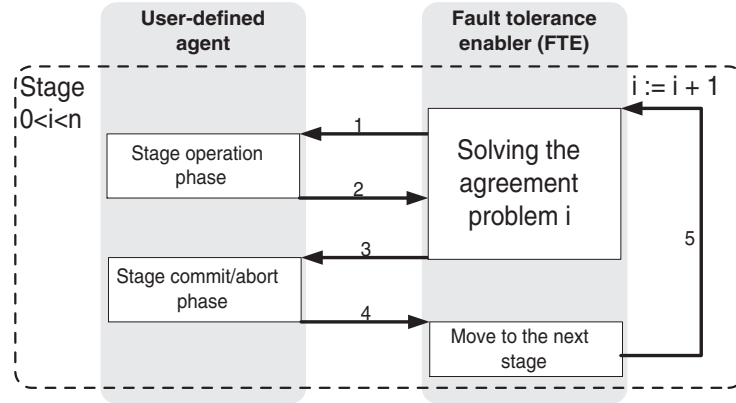 User-defined
agent
Fault tolerance
enabler (FTE)
Stage
0<i<n
i := i + 1
1
Stage operation
phase
2
Solving the
agreement
problem i
3
Stage commit/abort
phase
4
5
Move to the next
stage